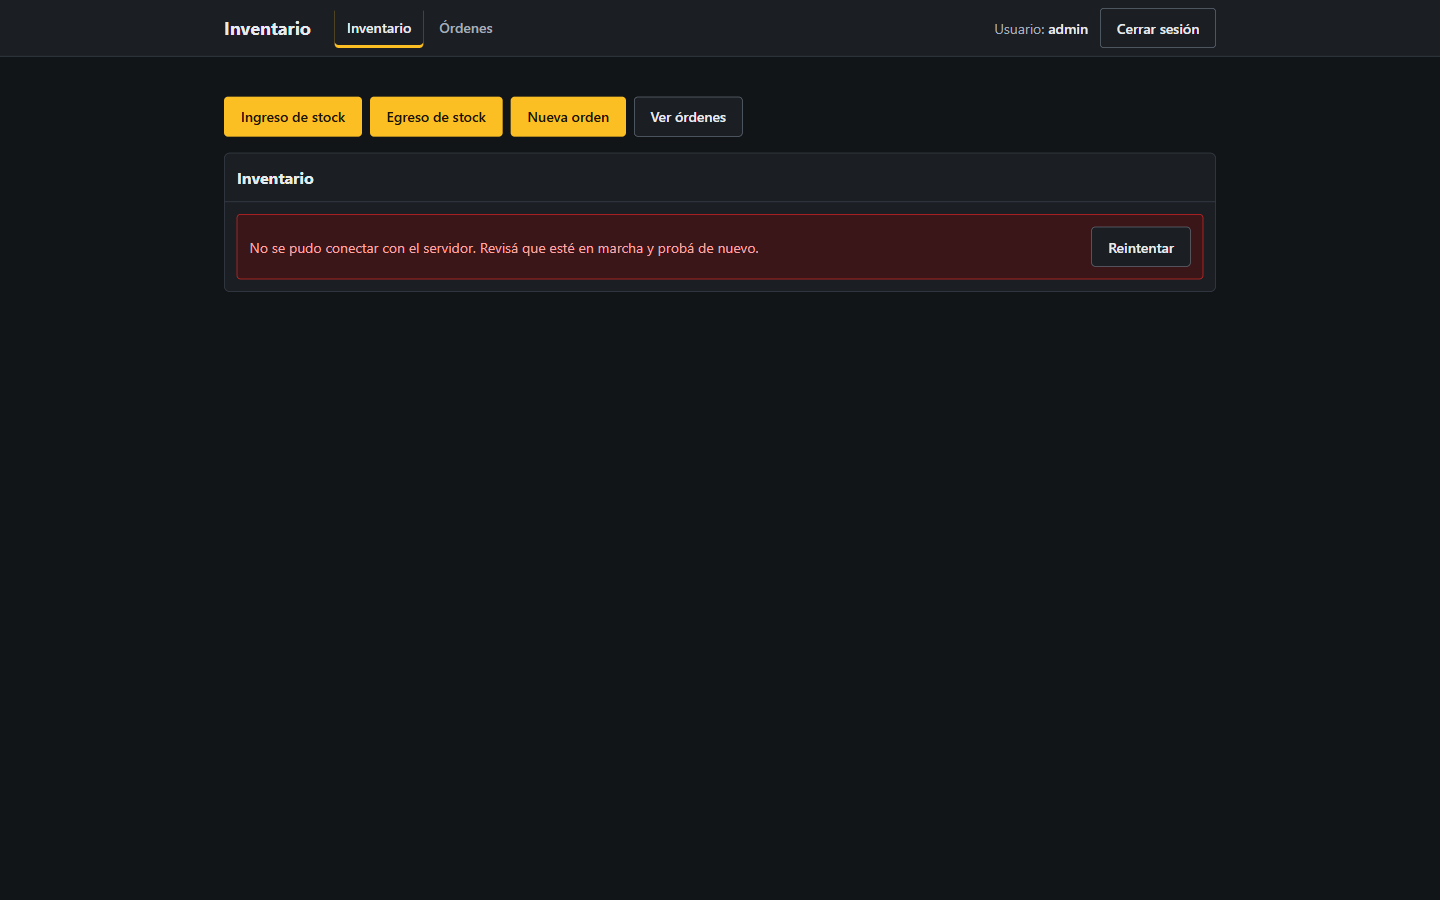 Inventario Inventario Órdenes Usuario: admin Cerrar sesión
Ingreso de stock Egreso de stock Nueva orden Ver órdenes
Inventario
No se pudo conectar con el servidor. Revisá que esté en marcha y probá de nuevo. Reintentar